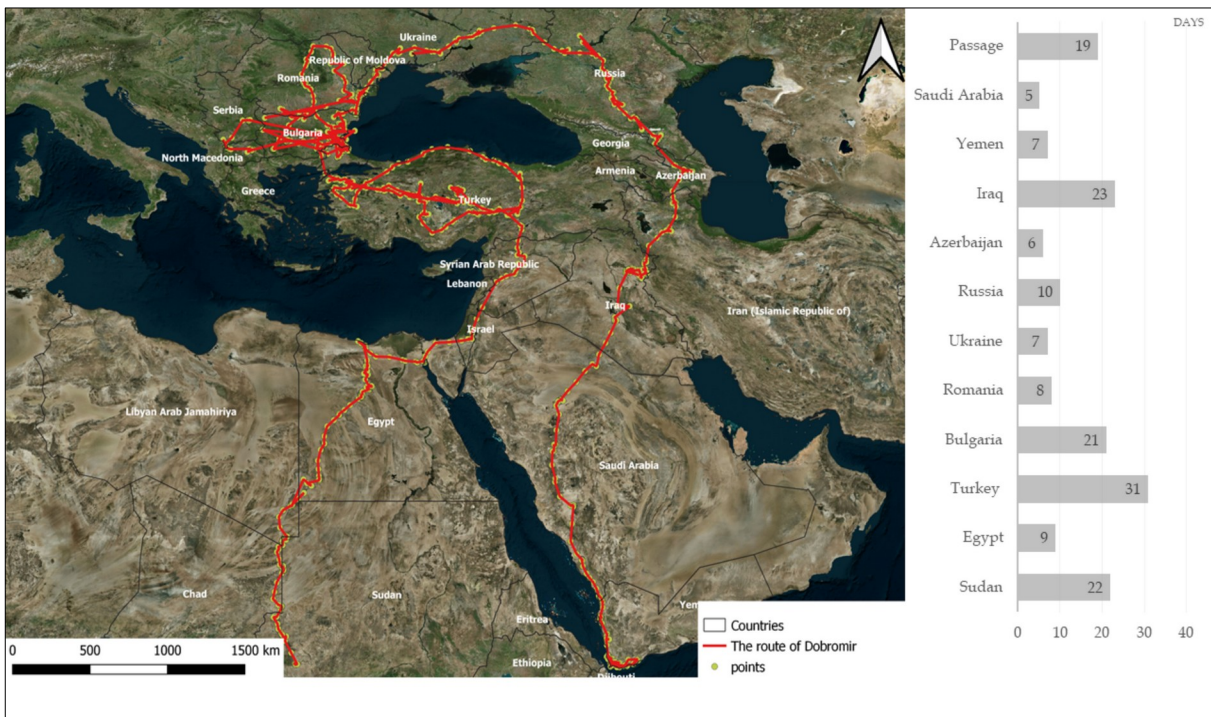 Ukraine
Republic of Moldova
Romania
Russia
Serbia
Bulgaria
Georgia
North Macedonia
Armenia
Azerbaijan
Greece
Turkey
Syrian Arab Republic
Lebanon
Iraq
Iran (Islamic Republic of)
Israel
Libyan Arab Jamahiriya
Egypt
Saudi Arabia
Chad
Sudan
Eritrea
Ethiopia
0 500 1000 1500 km
Countries
The route of Dobromir
points
DAYS
Passage 19
Saudi Arabia 5
Yemen 7
Iraq 23
Azerbaijan 6
Russia 10
Ukraine 7
Romania 8
Bulgaria 21
Turkey 31
Egypt 9
Sudan 22
0 10 20 30 40